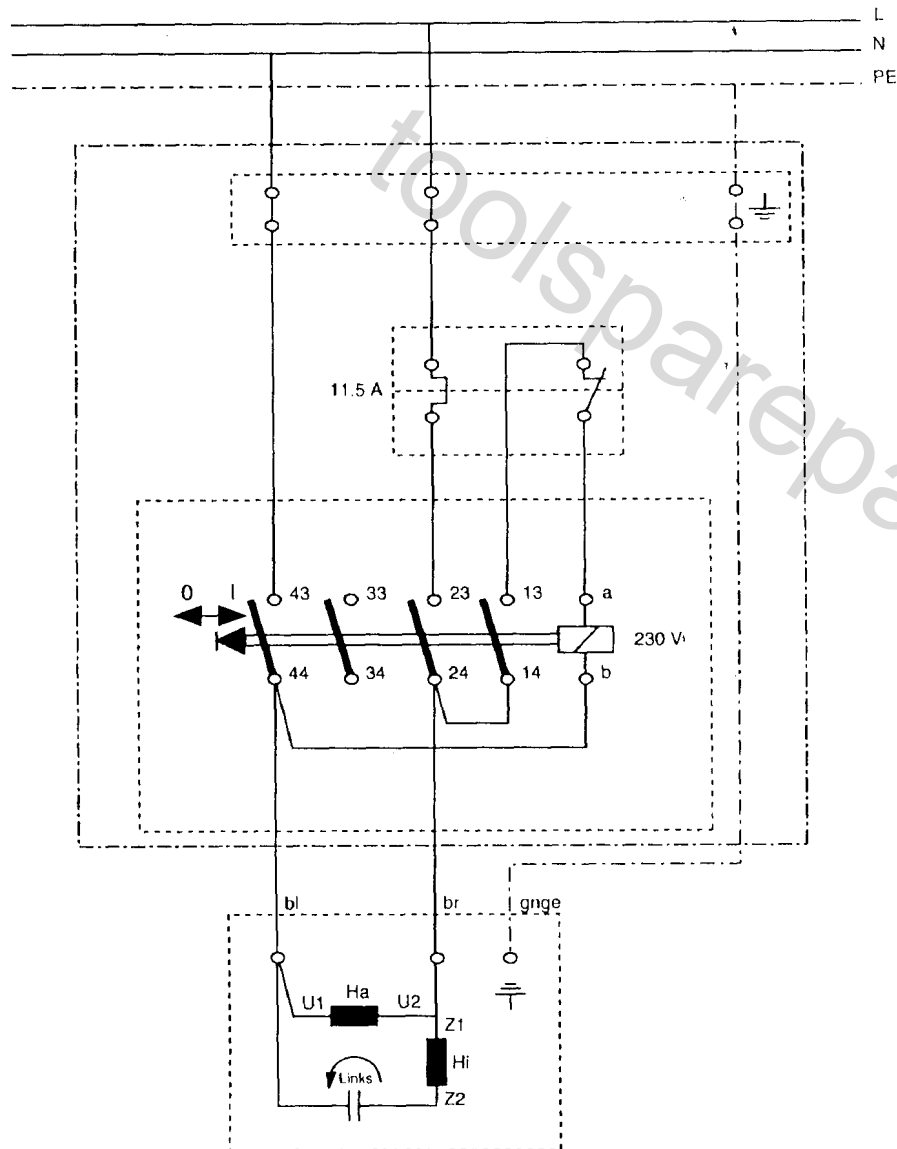 L
N
PE
toolsparepa
11.5 A
0 I
43 33 23 13 a
230 V
44 34 24 14 b
bl br gnge
U1 Ha U2
Z1
Hi
Links
Z2